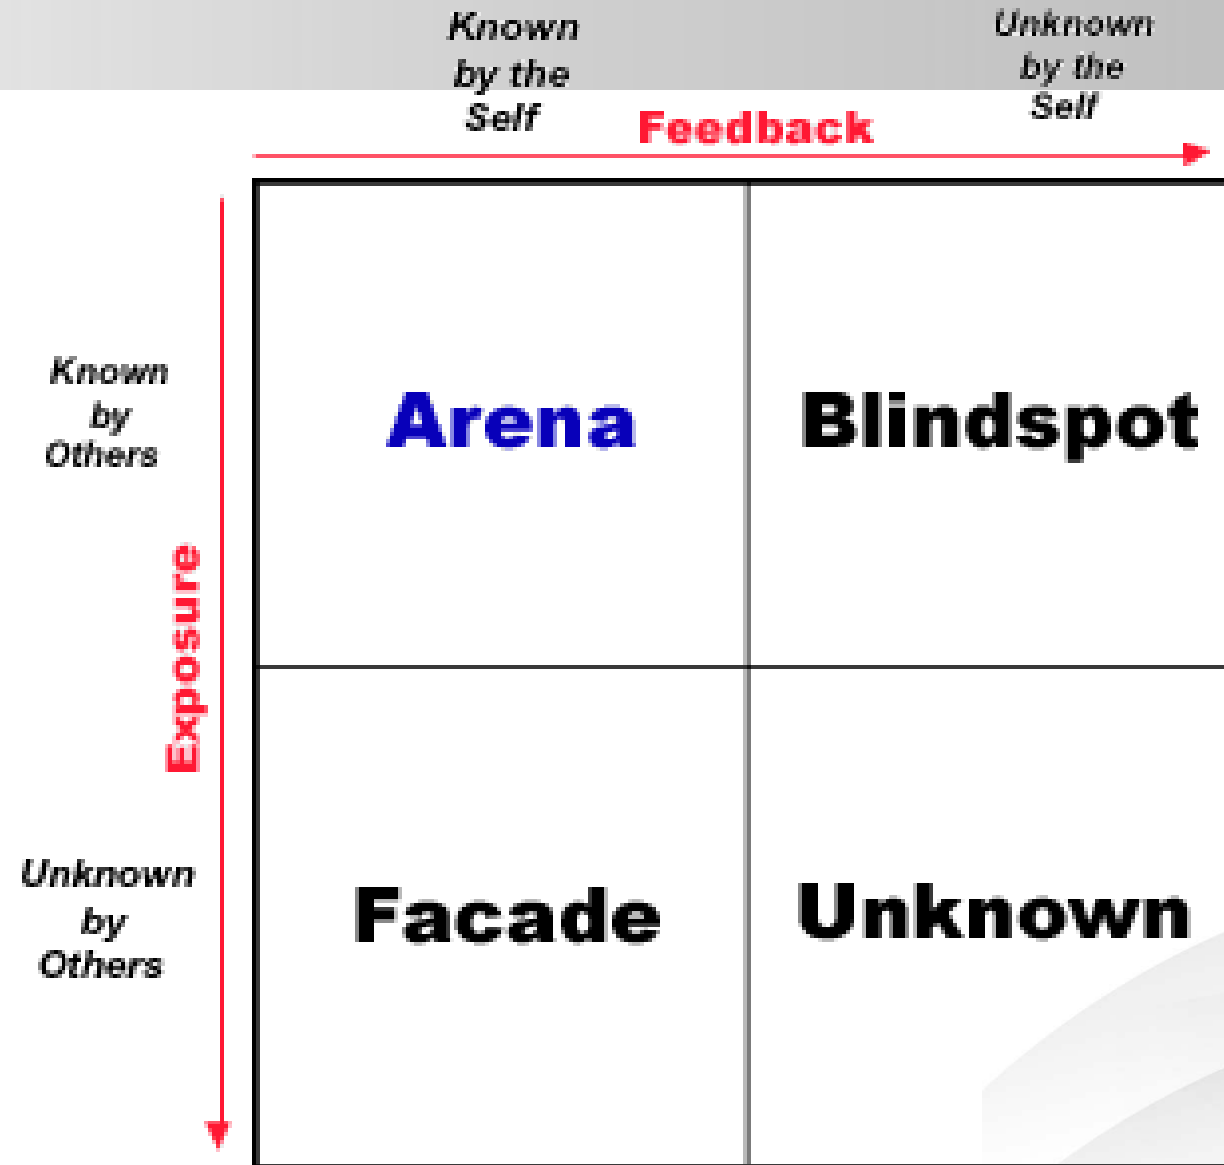 Known
by the
Self
Unknown
by the
Self
Feedback
Known
by
Others
Arena
Blindspot
Exposure
Unknown
by
Others
Facade
Unknown